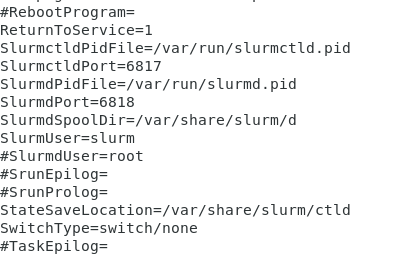 #RebootProgram=
ReturnToService=1
SlurmctldPidFile=/var/run/slurmctld.pid
SlurmctldPort=6817
SlurmdPidFile=/var/run/slurmd.pid
SlurmdPort=6818
SlurmdSpoolDir=/var/share/slurm/d
SlurmUser=slurm
#SlurmdUser=root
#SrunEpilog=
#SrunProlog=
StateSaveLocation=/var/share/slurm/ctld
SwitchType=switch/none
#TaskEpilog=